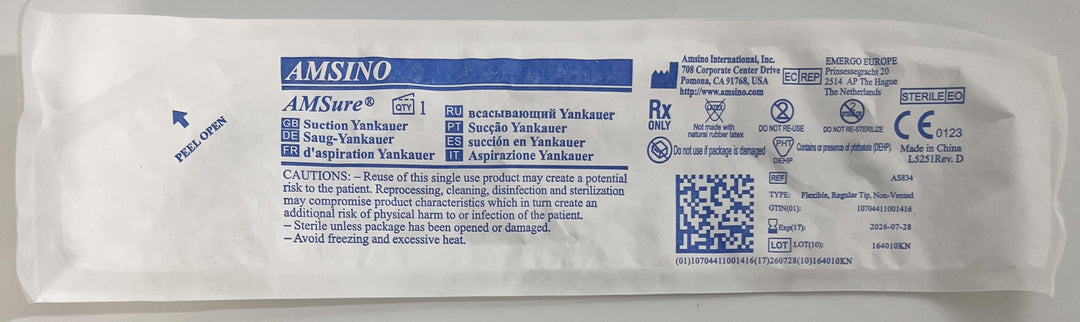 PEEL OPEN
AMSINO
AMSure®
QTY 1
GB Suction Yankauer
DE Saug-Yankauer
FR d'aspiration Yankauer
RU всасывающий Yankauer
PT Sucção Yankauer
ES succión en Yankauer
IT Aspirazione Yankauer
CAUTIONS: – Reuse of this single use product may create a potential
risk to the patient. Reprocessing, cleaning, disinfection and sterilization
may compromise product characteristics which in turn create an
additional risk of physical harm to or infection of the patient.
– Sterile unless package has been opened or damaged.
– Avoid freezing and excessive heat.
Amsino International, Inc.
708 Corporate Center Drive
Pomona, CA 91768, USA
http://www.amsino.com
EC REP
EMERGO EUROPE
Prinsessegracht 20
2514 AP The Hague
The Netherlands
STERILE EO
Rx
ONLY
LATEX
Not made with
natural rubber latex
2
DO NOT RE-USE
2
DO NOT RE-STERILIZE
CE 0123
Do not use if package is damaged
PHT
DEHP
Contains or presence of phthalate (DEHP).
Made in China
L5251Rev. D
REF AS834
TYPE: Flexible, Regular Tip, Non-Vented
GTIN(01): 10704411001416
Exp(17): 2026-07-28
LOT LOT(10): 164010KN
(01)10704411001416(17)260728(10)164010KN